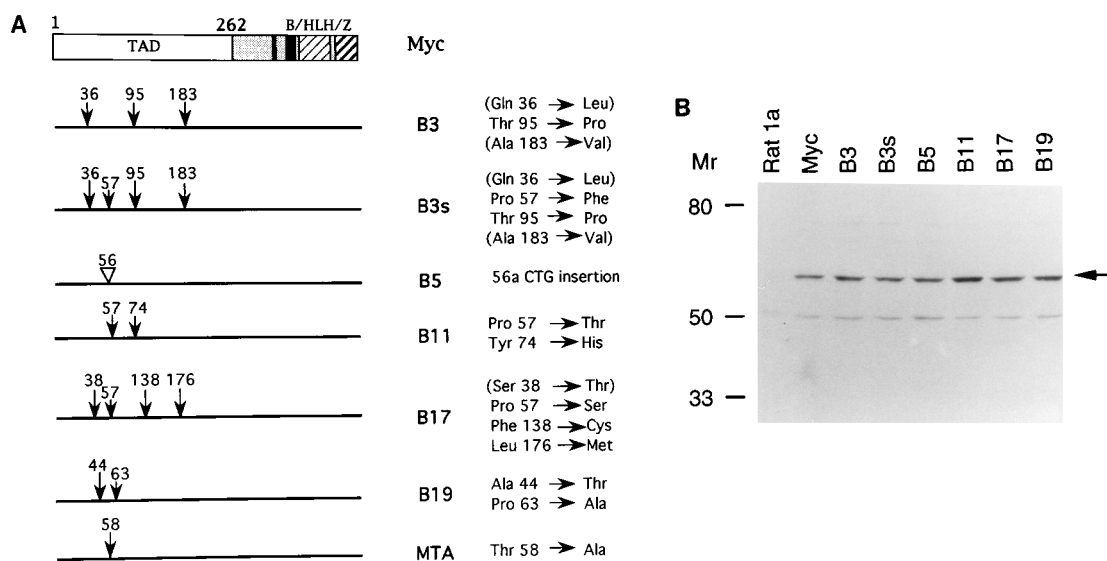 A
1 262 B/HLH/Z
TAD
Myc
36 95 183
B3
(Gln 36 → Leu)
Thr 95 → Pro
(Ala 183 → Val)
36 57 95 183
B3s
(Gln 36 → Leu)
Pro 57 → Phe
Thr 95 → Pro
(Ala 183 → Val)
56
B5
56a CTG insertion
57 74
B11
Pro 57 → Thr
Tyr 74 → His
38 57 138 176
B17
(Ser 38 → Thr)
Pro 57 → Ser
Phe 138 → Cys
Leu 176 → Met
44 63
B19
Ala 44 → Thr
Pro 63 → Ala
58
MTA
Thr 58 → Ala
B
Mr
Rat 1a
Myc
B3
B3s
B5
B11
B17
B19
80
50
33